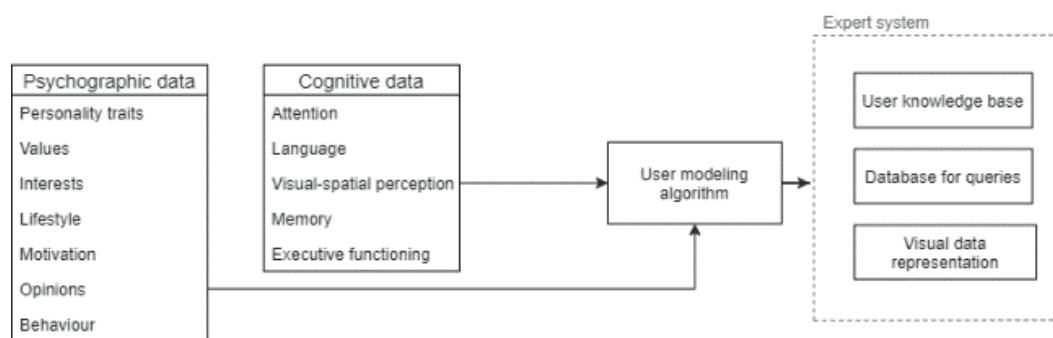 Expert system
Psychographic data
Personality traits
Values
Interests
Lifestyle
Motivation
Opinions
Behaviour
Cognitive data
Attention
Language
Visual-spatial perception
Memory
Executive functioning
User modeling
algorithm
User knowledge base
Database for queries
Visual data
representation